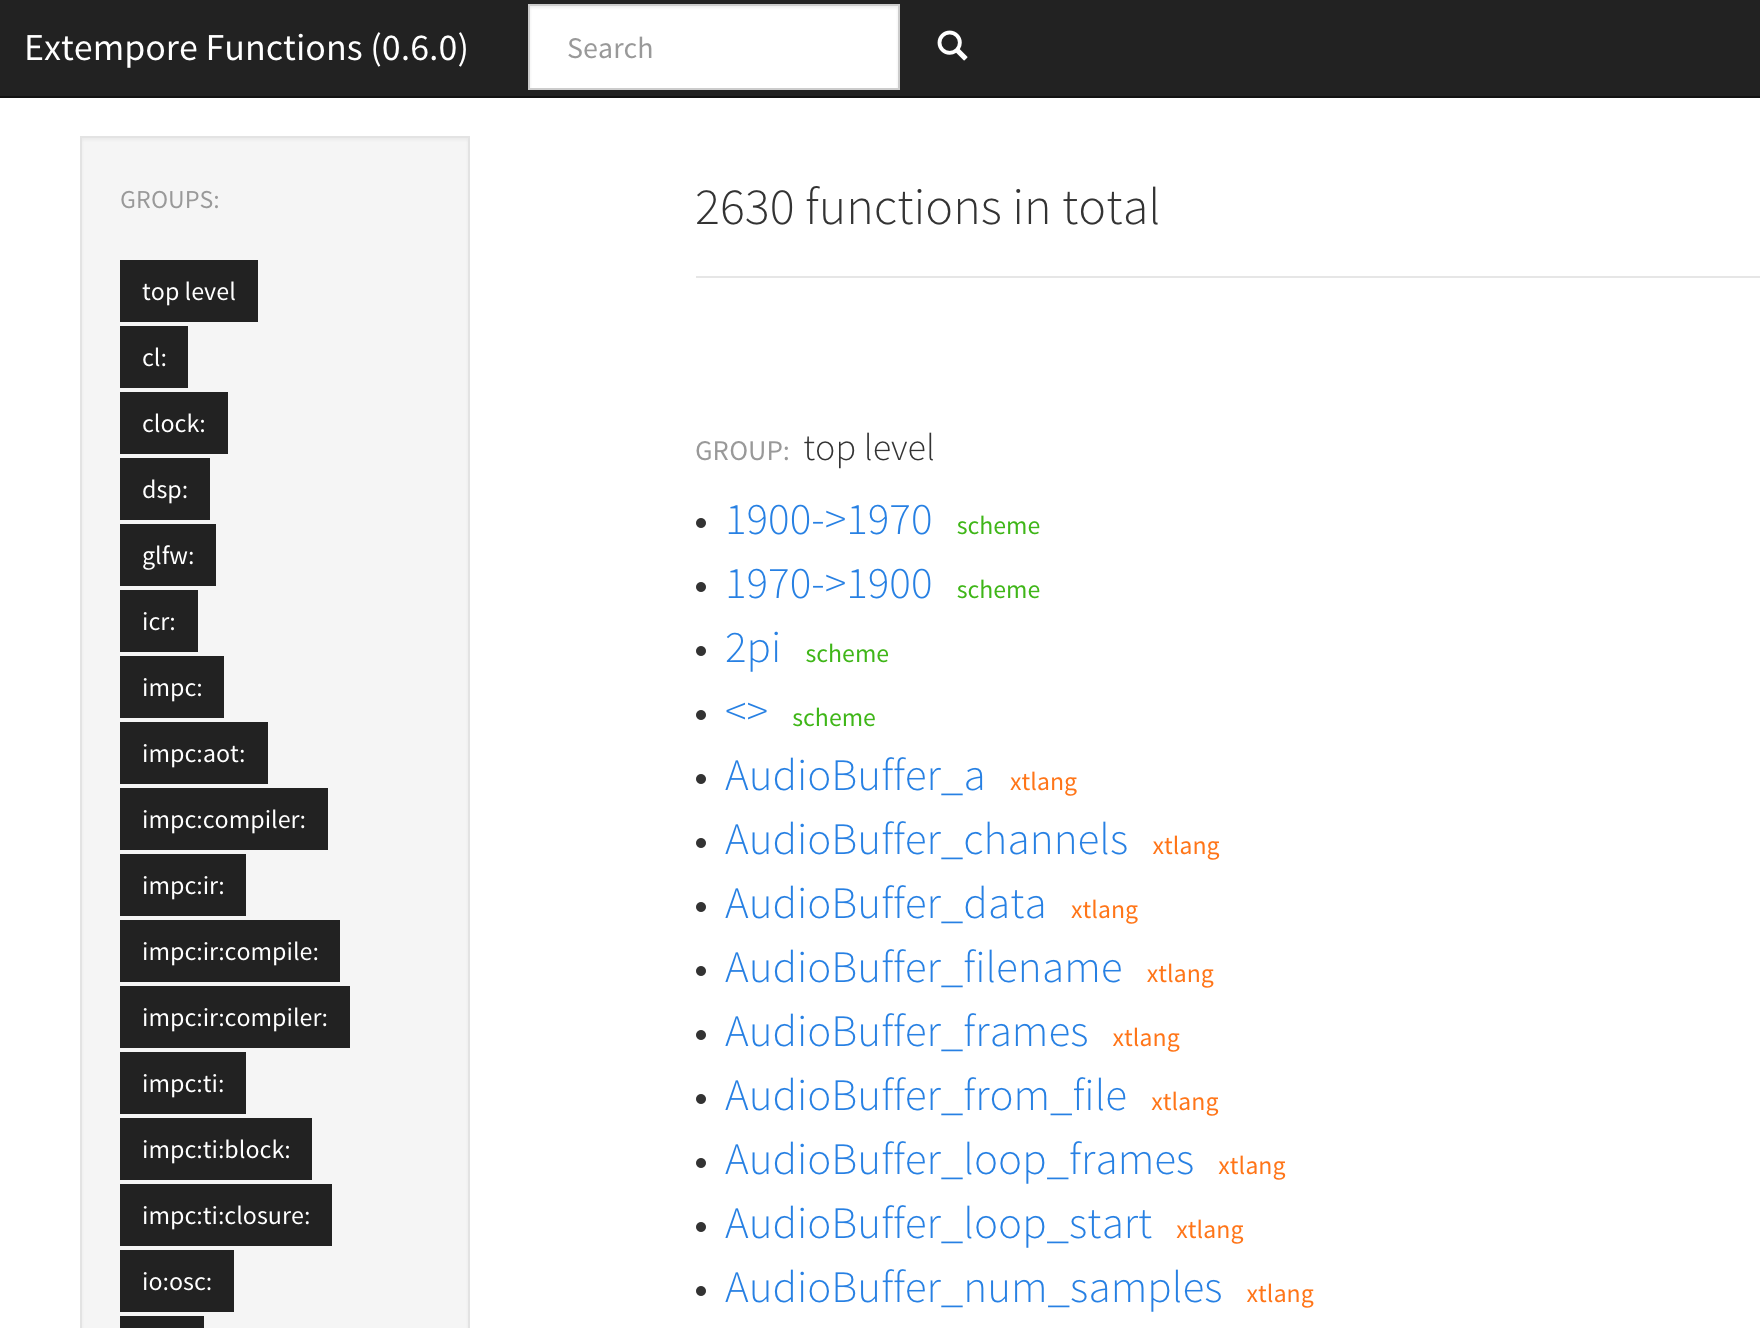 Extempore Functions (0.6.0)
Search
GROUPS:
top level
cl:
clock:
dsp:
glfw:
icr:
impc:
impc:aot:
impc:compiler:
impc:ir:
impc:ir:compile:
impc:ir:compiler:
impc:ti:
impc:ti:block:
impc:ti:closure:
io:osc:
2630 functions in total
GROUP: top level
1900->1970 scheme
1970->1900 scheme
2pi scheme
<> scheme
AudioBuffer_a xtlang
AudioBuffer_channels xtlang
AudioBuffer_data xtlang
AudioBuffer_filename xtlang
AudioBuffer_frames xtlang
AudioBuffer_from_file xtlang
AudioBuffer_loop_frames xtlang
AudioBuffer_loop_start xtlang
AudioBuffer_num_samples xtlang